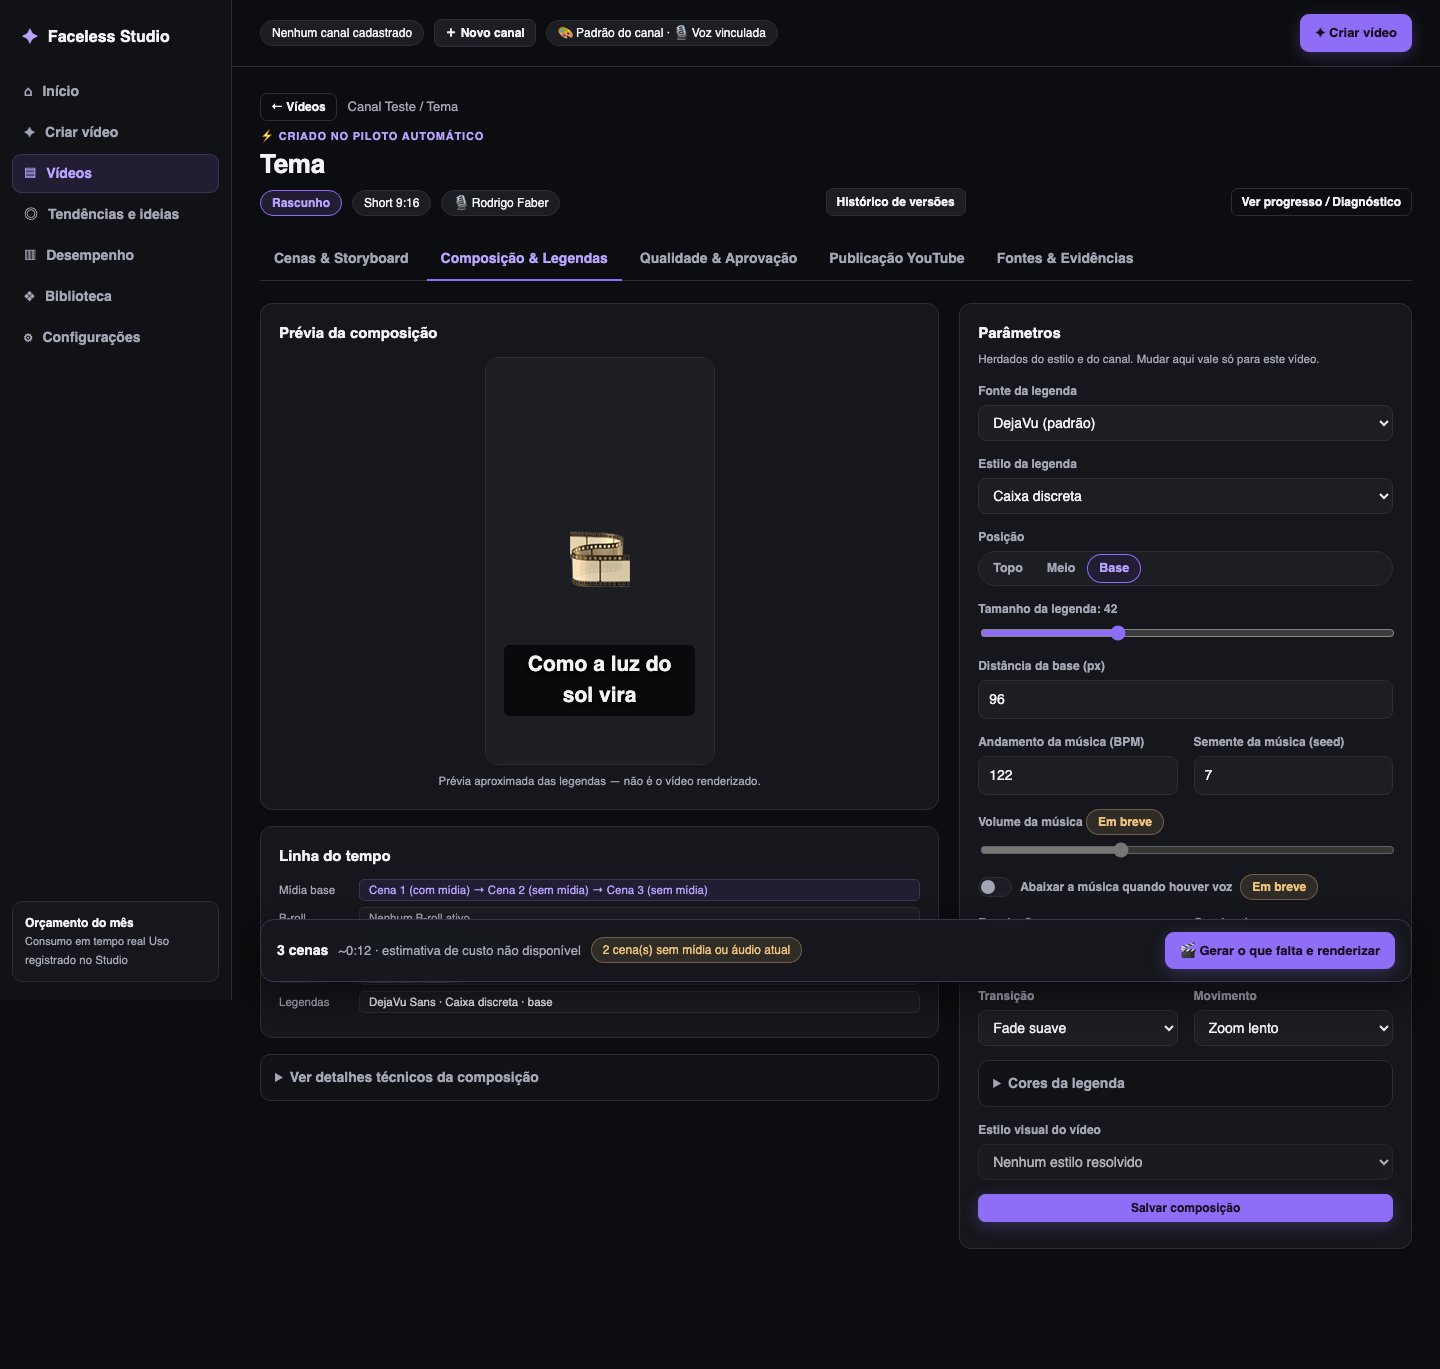 Faceless Studio
Início
Criar vídeo
Vídeos
Tendências e ideias
Desempenho
Biblioteca
Configurações
Orçamento do mês
Consumo em tempo real Uso
registrado no Studio
Nenhum canal cadastrado
+ Novo canal
🎨 Padrão do canal · 🎙️ Voz vinculada
✦ Criar vídeo
← Vídeos
Canal Teste / Tema
⚡ CRIADO NO PILOTO AUTOMÁTICO
Tema
Rascunho
Short 9:16
🎙️ Rodrigo Faber
Histórico de versões
Ver progresso / Diagnóstico
Cenas & Storyboard
Composição & Legendas
Qualidade & Aprovação
Publicação YouTube
Fontes & Evidências
Prévia da composição
Como a luz do
sol vira
Prévia aproximada das legendas — não é o vídeo renderizado.
Linha do tempo
Mídia base
Cena 1 (com mídia) → Cena 2 (sem mídia) → Cena 3 (sem mídia)
B-roll
Nenhum B-roll ativo
3 cenas
~0:12 · estimativa de custo não disponível
2 cena(s) sem mídia ou áudio atual
🎬 Gerar o que falta e renderizar
Legendas
DejaVu Sans · Caixa discreta · base
▶ Ver detalhes técnicos da composição
Parâmetros
Herdados do estilo e do canal. Mudar aqui vale só para este vídeo.
Fonte da legenda
DejaVu (padrão)
Estilo da legenda
Caixa discreta
Posição
Topo
Meio
Base
Tamanho da legenda: 42
Distância da base (px)
96
Andamento da música (BPM)
122
Semente da música (seed)
7
Volume da música
Em breve
Abaixar a música quando houver voz
Em breve
Transição
Fade suave
Movimento
Zoom lento
▶ Cores da legenda
Estilo visual do vídeo
Nenhum estilo resolvido
Salvar composição